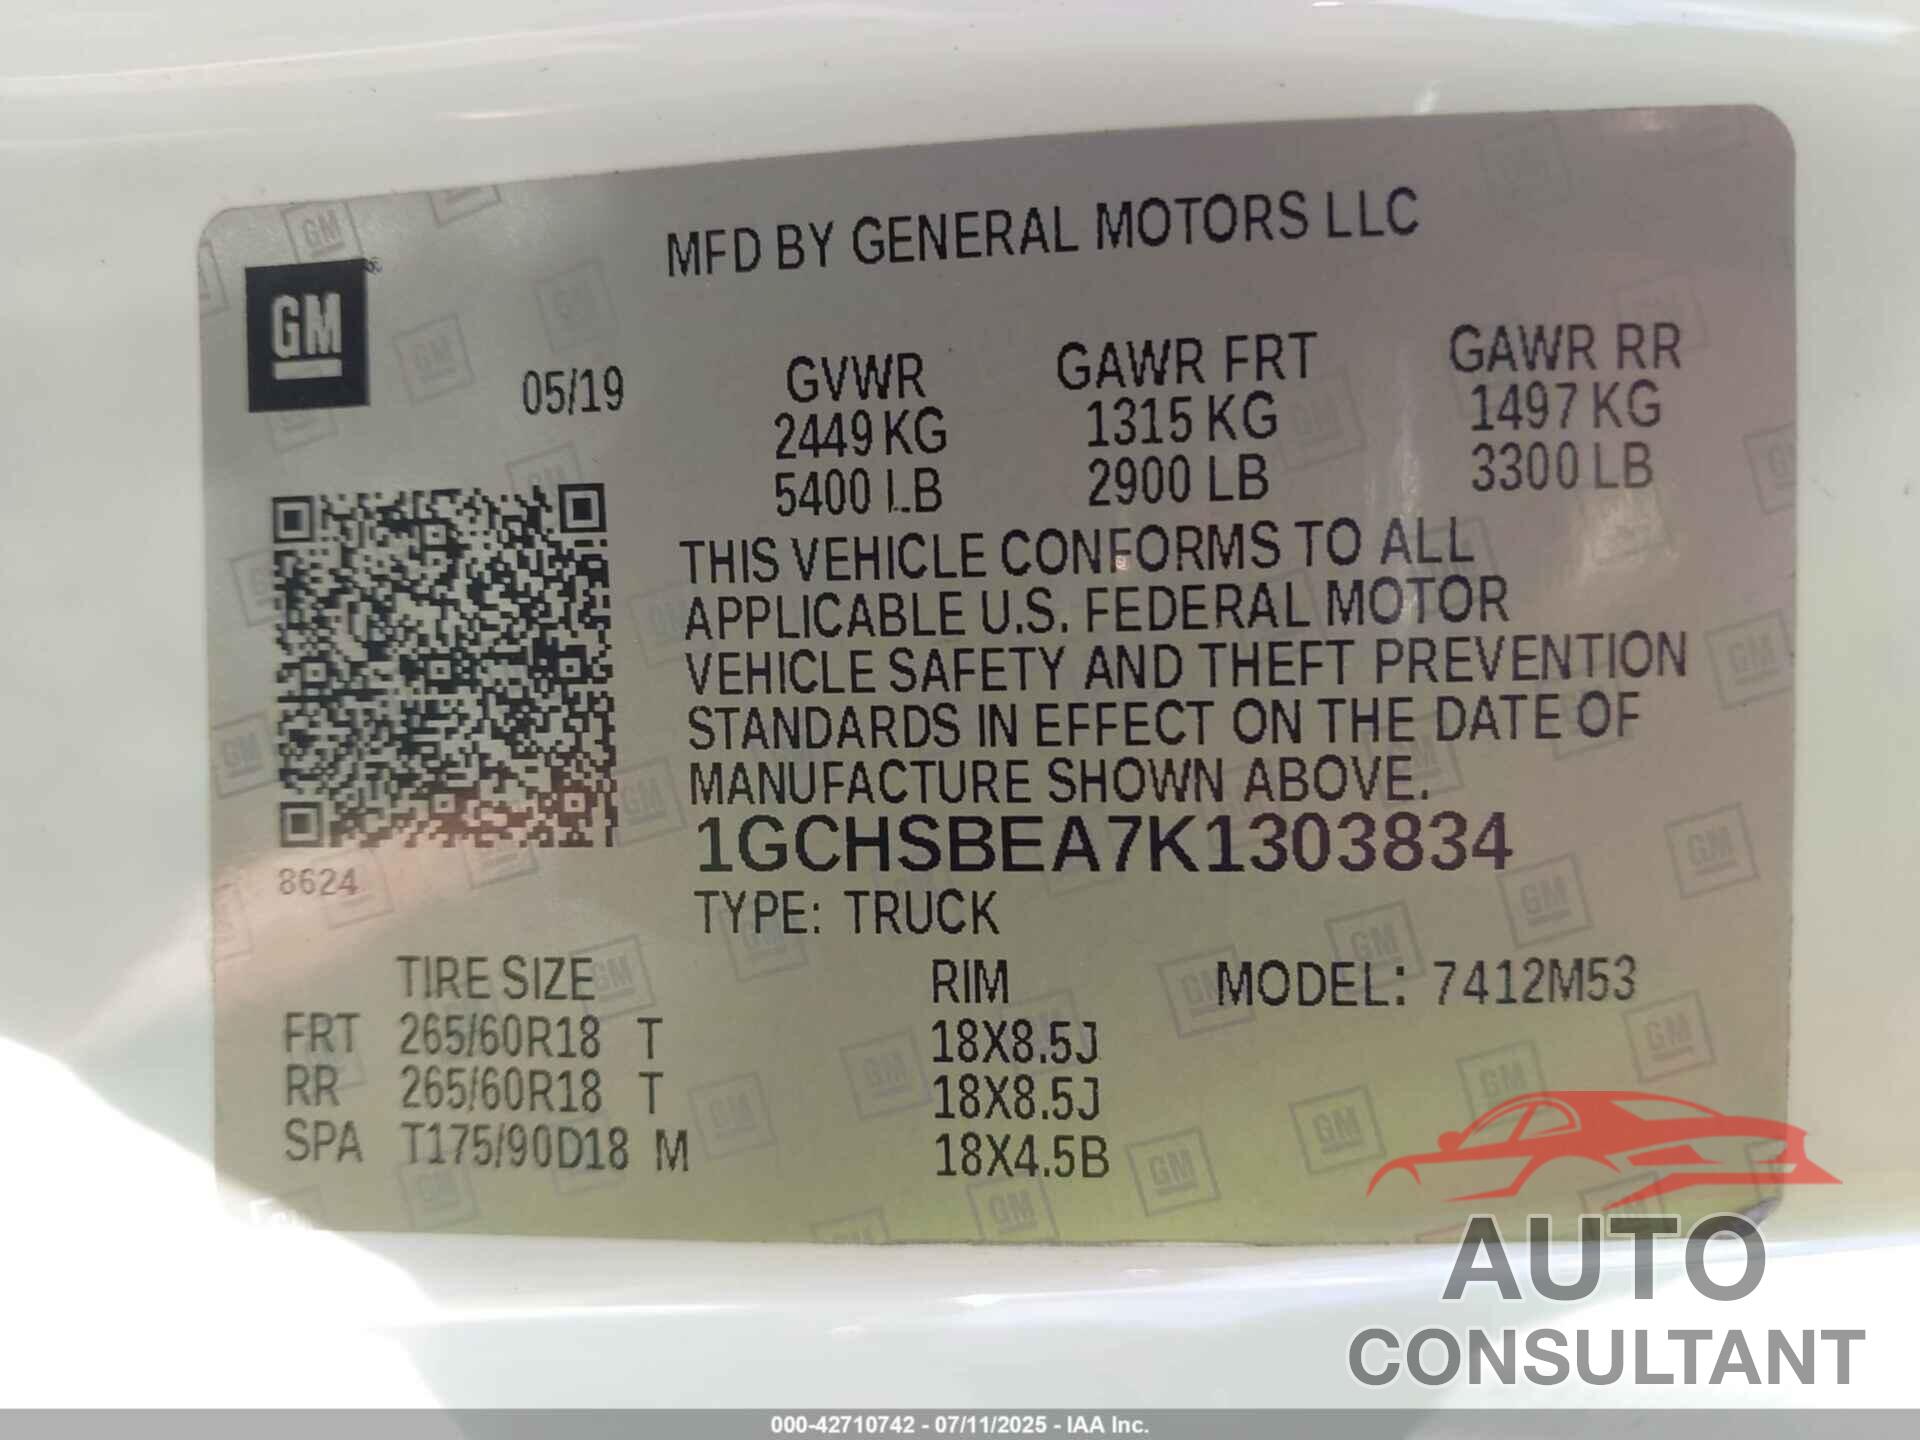 MFD BY GENERAL MOTORS LLC
GM
05/19
GVWR GAWR FRT GAWR RR
2449 KG 1315 KG 1497 KG
5400 LB 2900 LB 3300 LB
THIS VEHICLE CONFORMS TO ALL
APPLICABLE U.S. FEDERAL MOTOR
VEHICLE SAFETY AND THEFT PREVENTION
STANDARDS IN EFFECT ON THE DATE OF
MANUFACTURE SHOWN ABOVE.
1GCHSBEA7K1303834
8624
TYPE: TRUCK
TIRE SIZE RIM MODEL: 7412M53
FRT 265/60R18 T 18X8.5J
RR 265/60R18 T 18X8.5J
SPA T175/90D18 M 18X4.5B
AUTO
CONSULTANT
000-42710742 - 07/11/2025 - IAA Inc.